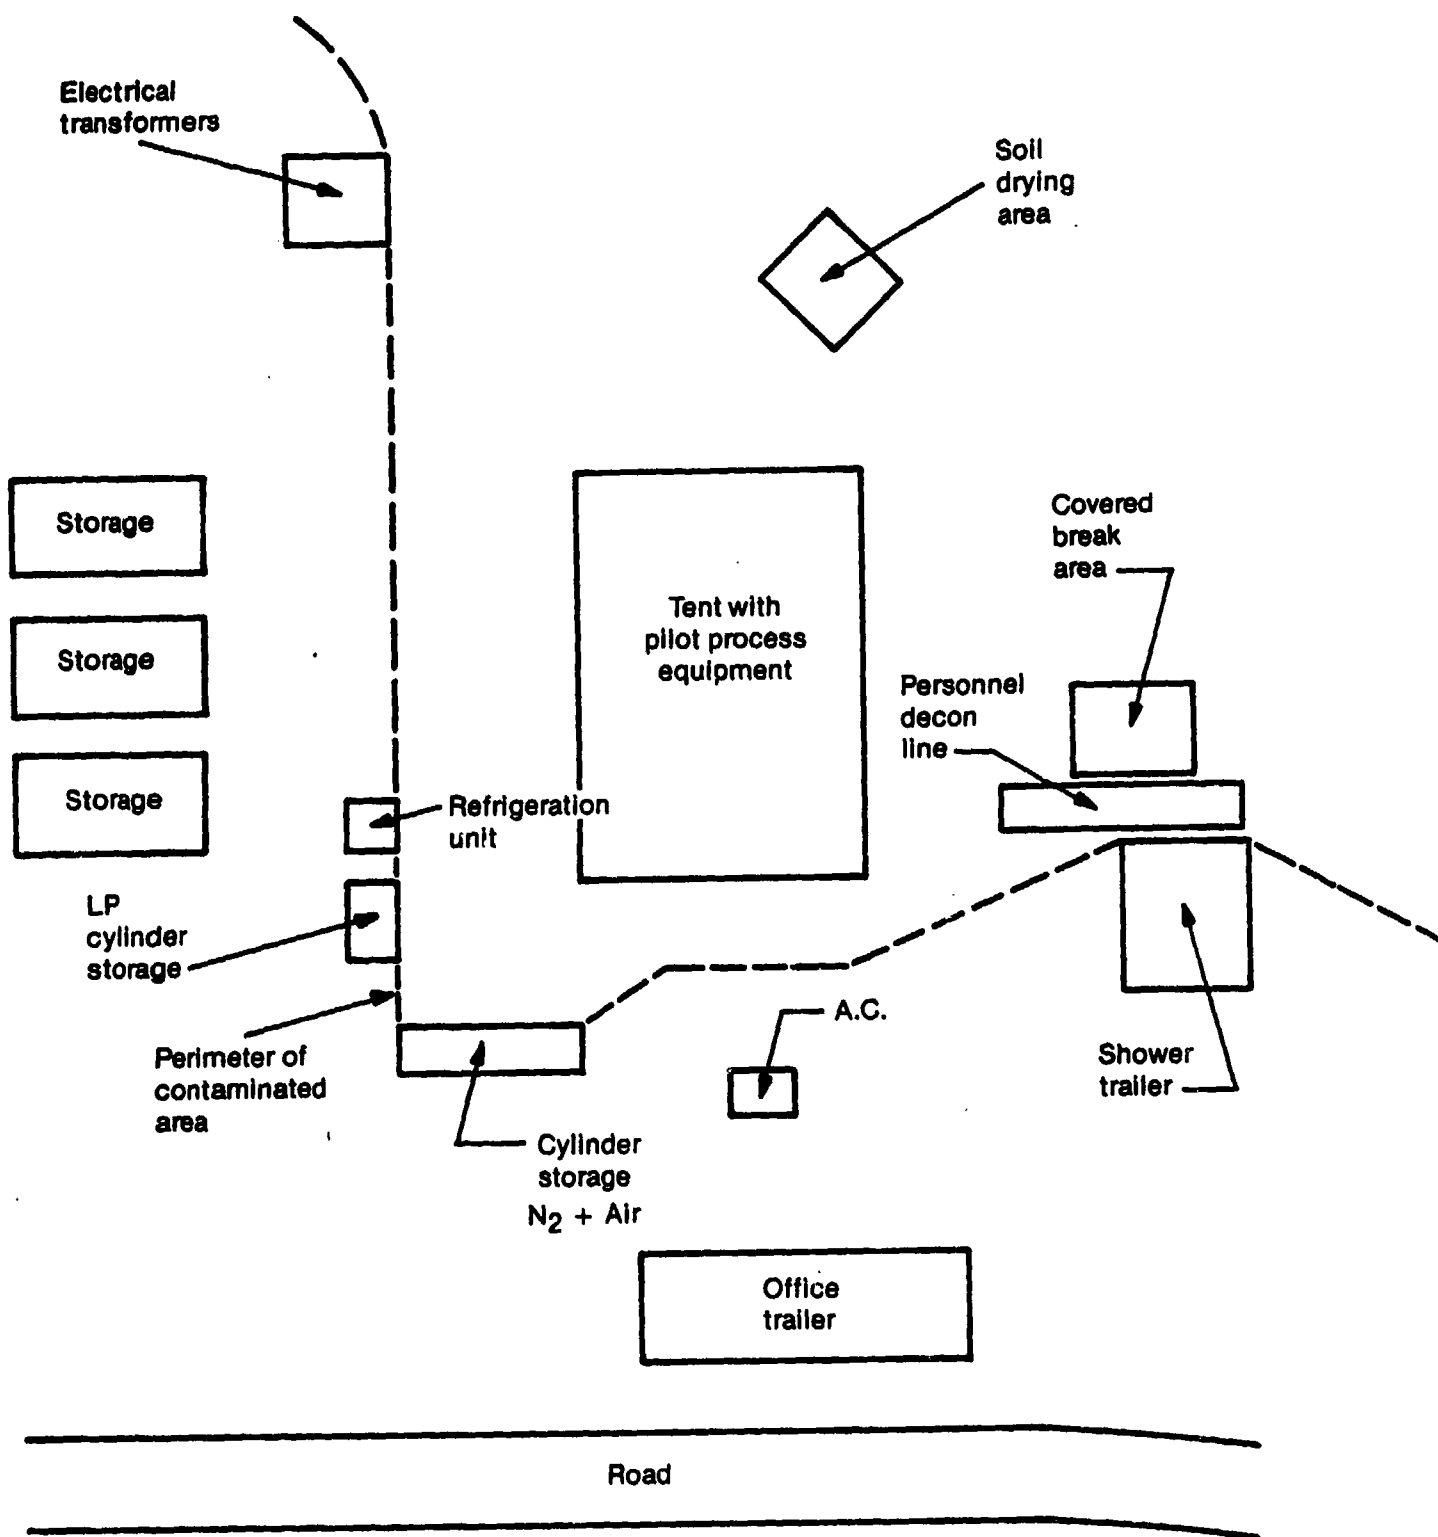 Electrical
transformers
Soil
drying
area
Storage
Storage
Storage
Tent with
pilot process
equipment
Covered
break
area
Personnel
decon
line
Refrigeration
unit
LP
cylinder
storage
Perimeter of
contaminated
area
A.C.
Shower
trailer
Cylinder
storage
N2 + Air
Office
trailer
Road